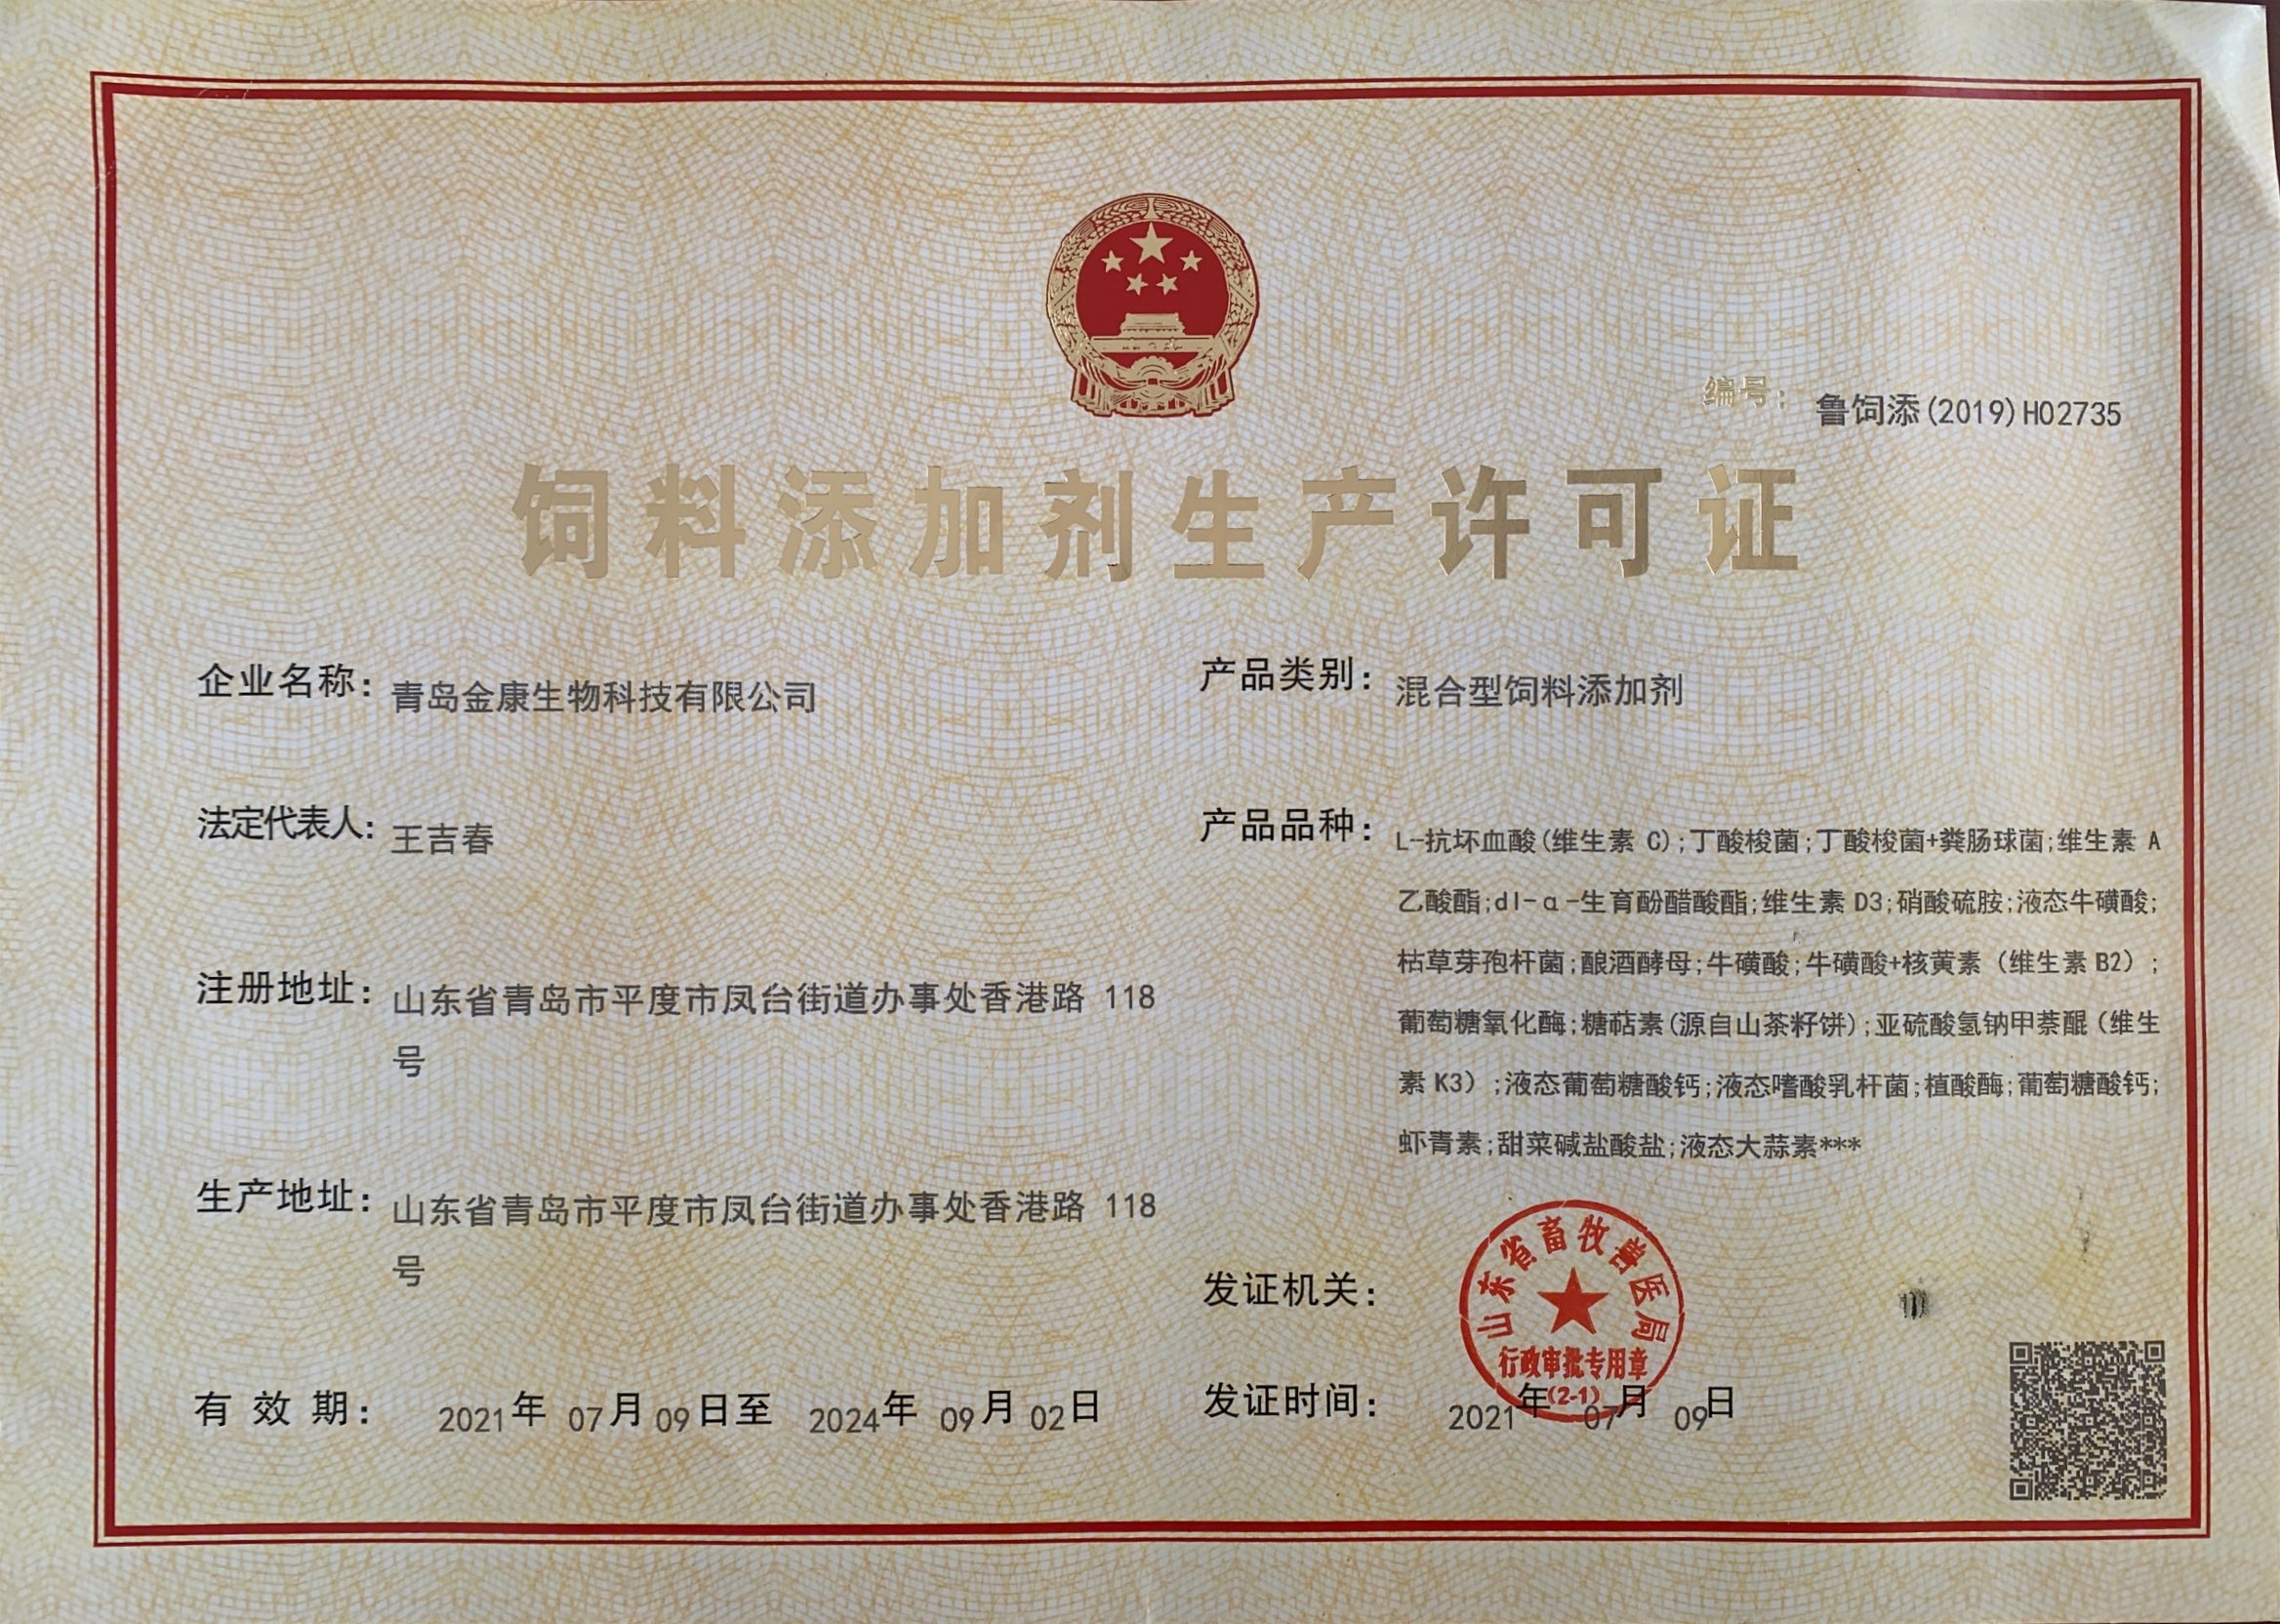 编号：鲁饲添(2019)H02735
饲料添加剂生产许可证
企业名称：青岛金康生物科技有限公司
法定代表人：王吉春
注册地址：山东省青岛市平度市凤台街道办事处香港路 118
号
生产地址：山东省青岛市平度市凤台街道办事处香港路 118
号
有效期：2021年 07月09日至 2024年 09月02日
产品类别：混合型饲料添加剂
产品品种：L-抗坏血酸(维生素 C);丁酸梭菌;丁酸梭菌+粪肠球菌;维生素 A
乙酸酯;dl-α-生育酚醋酸酯;维生素 D3;硝酸硫胺;液态牛磺酸;
枯草芽孢杆菌;酿酒酵母;牛磺酸;牛磺酸+核黄素（维生素 B2）;
葡萄糖氧化酶;糖萜素(源自山茶籽饼);亚硫酸氢钠甲萘醌（维生
素 K3）;液态葡萄糖酸钙;液态嗜酸乳杆菌;植酸酶;葡萄糖酸钙;
虾青素;甜菜碱盐酸盐;液态大蒜素***
发证机关：
山东省畜牧兽医局
行政审批专用章
(2-1)
发证时间：2021年 07月 09日